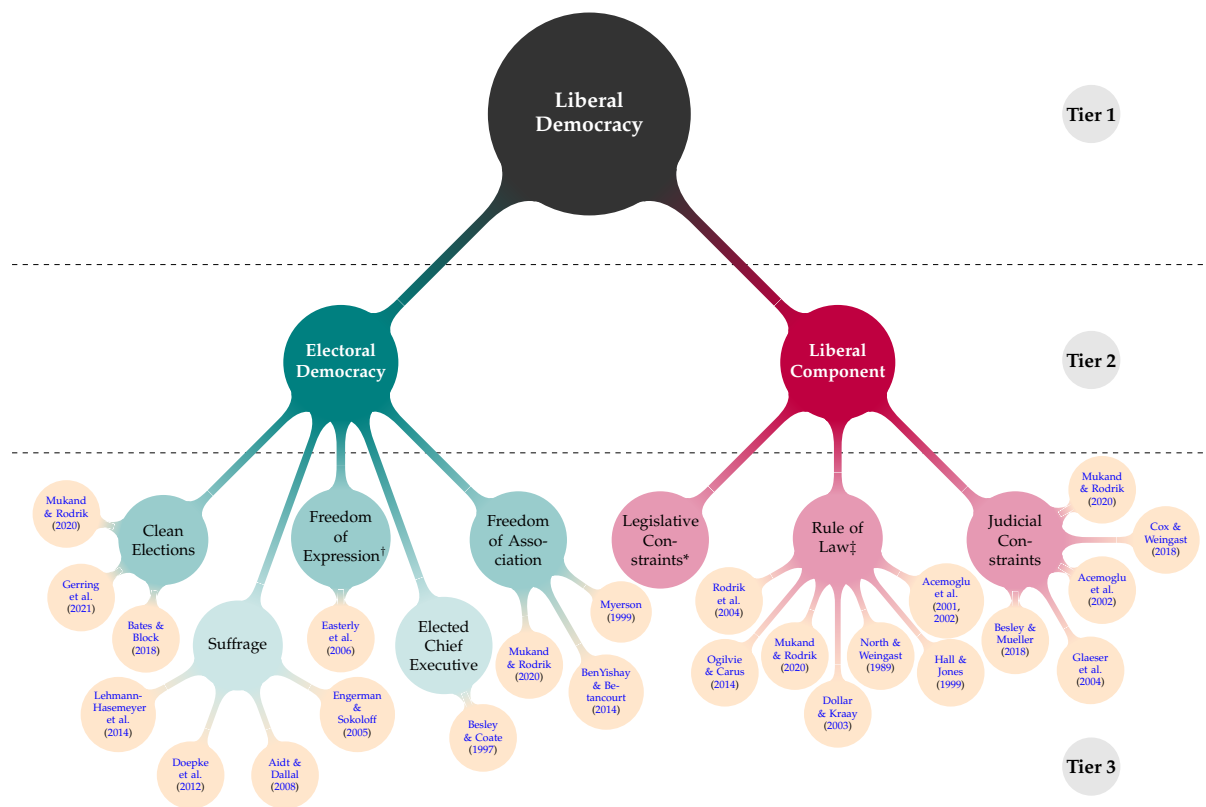 Liberal
Democracy
Tier 1
Electoral
Democracy
Liberal
Component
Tier 2
Clean
Elections
Freedom
of
Expression†
Freedom
of Asso-
ciation
Legislative
Con-
straints*
Rule of
Law‡
Judicial
Con-
straints
Suffrage
Elected
Chief
Executive
Mukand
& Rodrik
(2020)
Gerring
et al.
(2021)
Bates &
Block
(2018)
Lehmann-
Hasemeyer
et al.
(2014)
Doepke
et al.
(2012)
Aidt &
Dallal
(2008)
Engerman
&
Sokoloff
(2005)
Easterly
et al.
(2006)
Besley
& Coate
(1997)
Mukand
& Rodrik
(2020)
BenYishay
& Be-
tancourt
(2014)
Myerson
(1999)
Rodrik
et al.
(2004)
Ogilvie
& Carus
(2014)
Mukand
& Rodrik
(2020)
Dollar
& Kraay
(2003)
North &
Weingast
(1989)
Hall &
Jones
(1999)
Acemoglu
et al.
(2001,
2002)
Mukand
& Rodrik
(2020)
Cox &
Weingast
(2018)
Acemoglu
et al.
(2002)
Besley &
Mueller
(2018)
Glaeser
et al.
(2004)
Tier 3